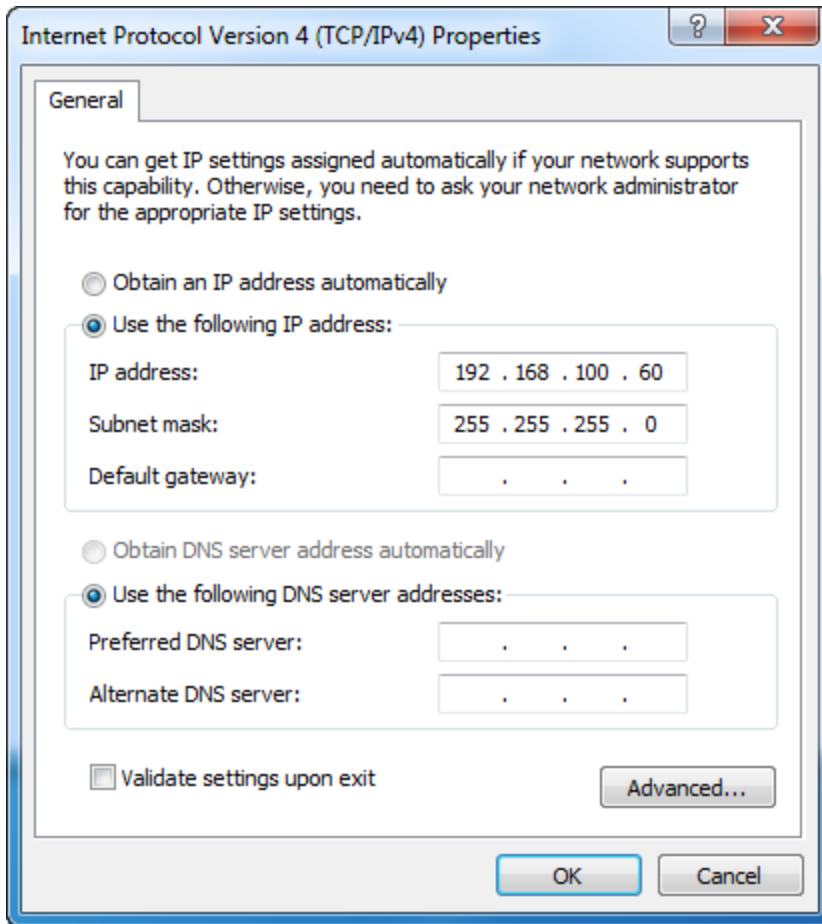 Internet Protocol Version 4 (TCP/IPv4) Properties
?
X
General
You can get IP settings assigned automatically if your network supports
this capability. Otherwise, you need to ask your network administrator
for the appropriate IP settings.
Obtain an IP address automatically
Use the following IP address:
IP address: 192 . 168 . 100 . 60
Subnet mask: 255 . 255 . 255 . 0
Default gateway: . . .
Obtain DNS server address automatically
Use the following DNS server addresses:
Preferred DNS server: . . .
Alternate DNS server: . . .
Validate settings upon exit
Advanced...
OK Cancel